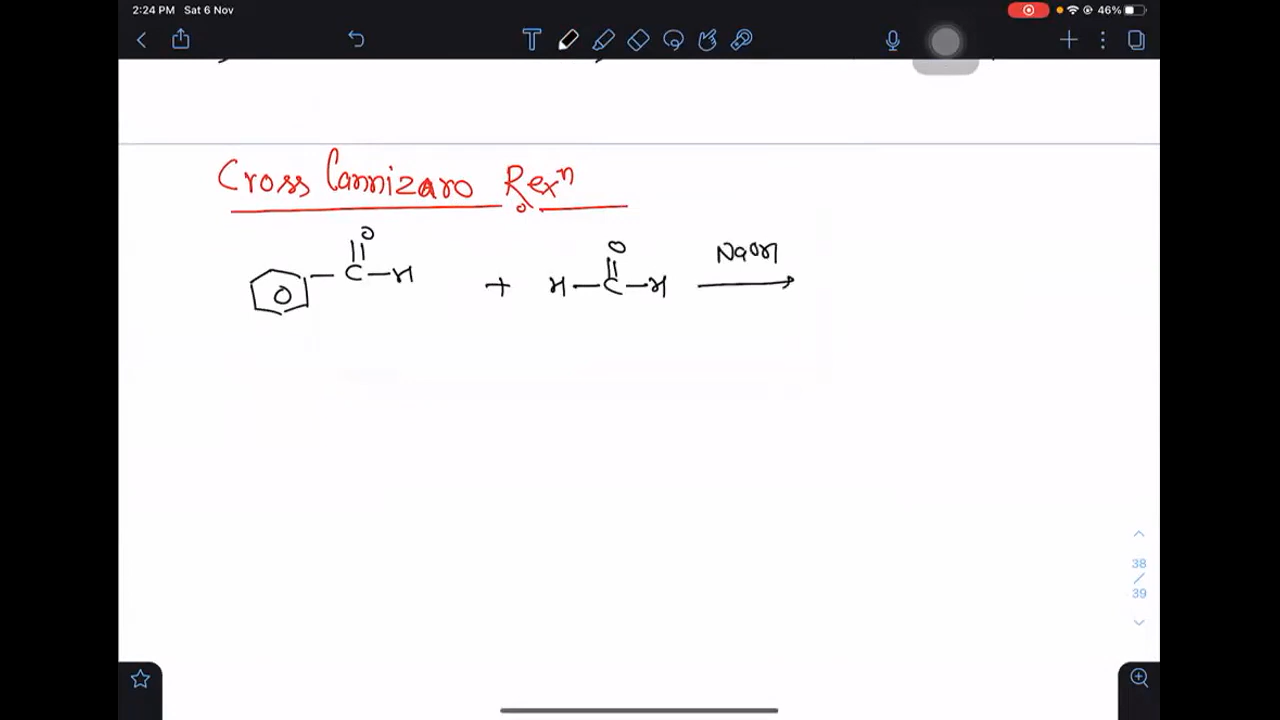 2:24 PM Sat 6 Nov
46%
T
Cross Cannizaro Rexn
O
C—H
+
O
H—C—H
NaOH
O
38
39